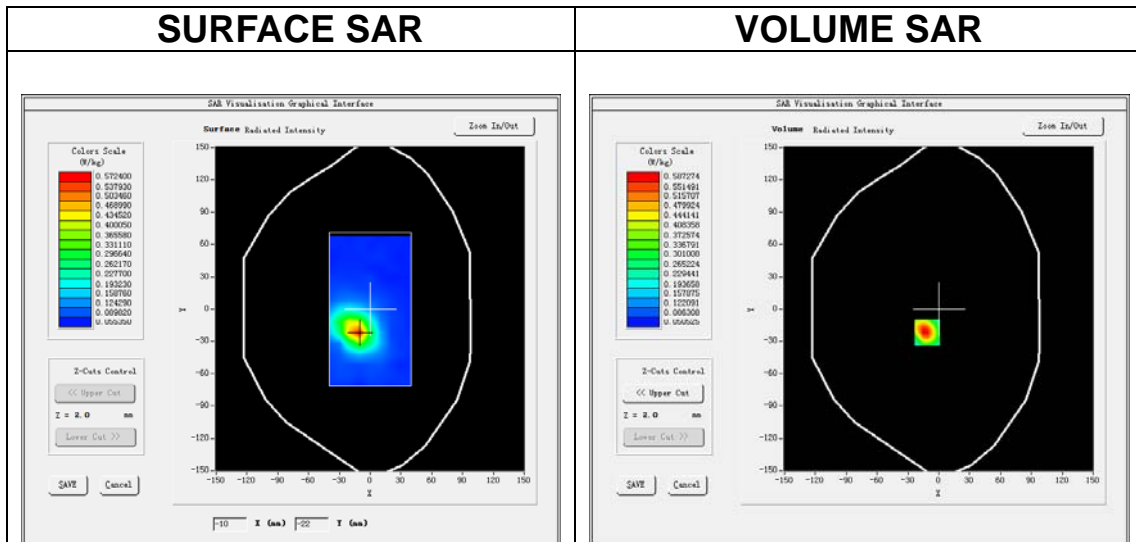 SURFACE SAR
VOLUME SAR
SAR Visualisation Graphical Interface
Surface Radiated Intensity
Zoom In/Out
Colors Scale
(W/kg)
0.572400
0.537930
0.503460
0.468990
0.434520
0.400050
0.365580
0.331110
0.296640
0.262170
0.227700
0.193230
0.158760
0.124290
0.089820
0.055350
150
120
90
60
30
0
-30
-60
-90
-120
-150
Y
-150 -120 -90 -60 -30 0 30 60 90 120 150
X
Z-Cuts Control
<< Upper Cut
Z = 2.0 mm
Lower Cut >>
SAVE Cancel
-10 X (mm) -22 Y (mm)
SAR Visualisation Graphical Interface
Volume Radiated Intensity
Zoom In/Out
Colors Scale
(W/kg)
0.587274
0.551491
0.515707
0.479924
0.444141
0.408358
0.372574
0.336791
0.301008
0.265224
0.229441
0.193658
0.157875
0.122091
0.086308
0.050525
150
120
90
60
30
0
-30
-60
-90
-120
-150
Y
-150 -120 -90 -60 -30 0 30 60 90 120 150
X
Z-Cuts Control
<< Upper Cut
Z = 2.0 mm
Lower Cut >>
SAVE Cancel